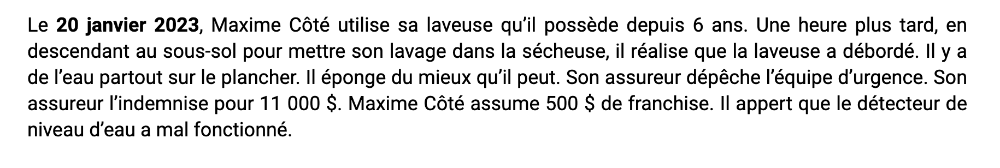 Le 20 janvier 2023, Maxime Côté utilise sa laveuse qu’il possède depuis 6 ans. Une heure plus tard, en
descendant au sous-sol pour mettre son lavage dans la sécheuse, il réalise que la laveuse a débordé. Il y a
de l’eau partout sur le plancher. Il éponge du mieux qu’il peut. Son assureur dépêche l’équipe d’urgence. Son
assureur l’indemnise pour 11 000 $. Maxime Côté assume 500 $ de franchise. Il appert que le détecteur de
niveau d’eau a mal fonctionné.